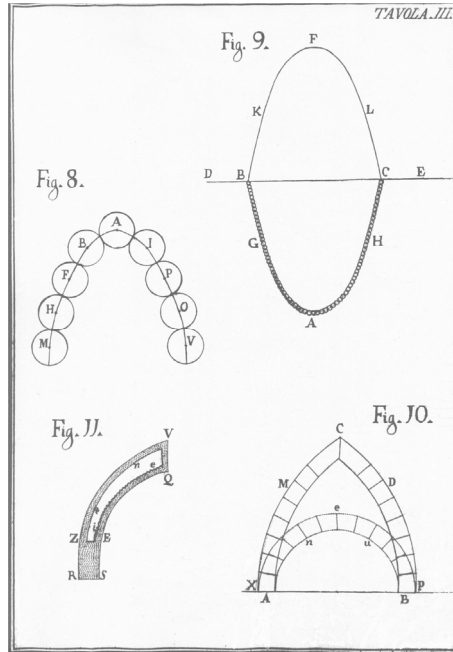 TAVOLA.III.
Fig. 9.
F
K L
D B C E
G H
A
Fig. 8.
A
B I
F P
H O
M V
Fig. 11.
V
n e
Q
i
Z E
R S
Fig. 10.
C
M D
e
n u
X A B P